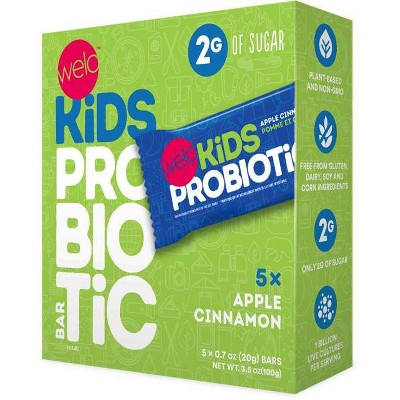 welo
KiDS
PRO
BIO
TiC
BAR
2G OF SUGAR
APPLE CINN
POMME ET C
welo
KiDS
PROBIOTiC
5X
APPLE
CINNAMON
5 x 0.7 oz (20g) BARS
NET WT. 3.5oz(100g)
PLANT-BASED
AND NON-GMO
FREE FROM GLUTEN,
DAIRY, SOY AND
CORN INGREDIENTS
2G
ONLY 2G OF SUGAR
1 BILLION
LIVE CULTURES
PER SERVING